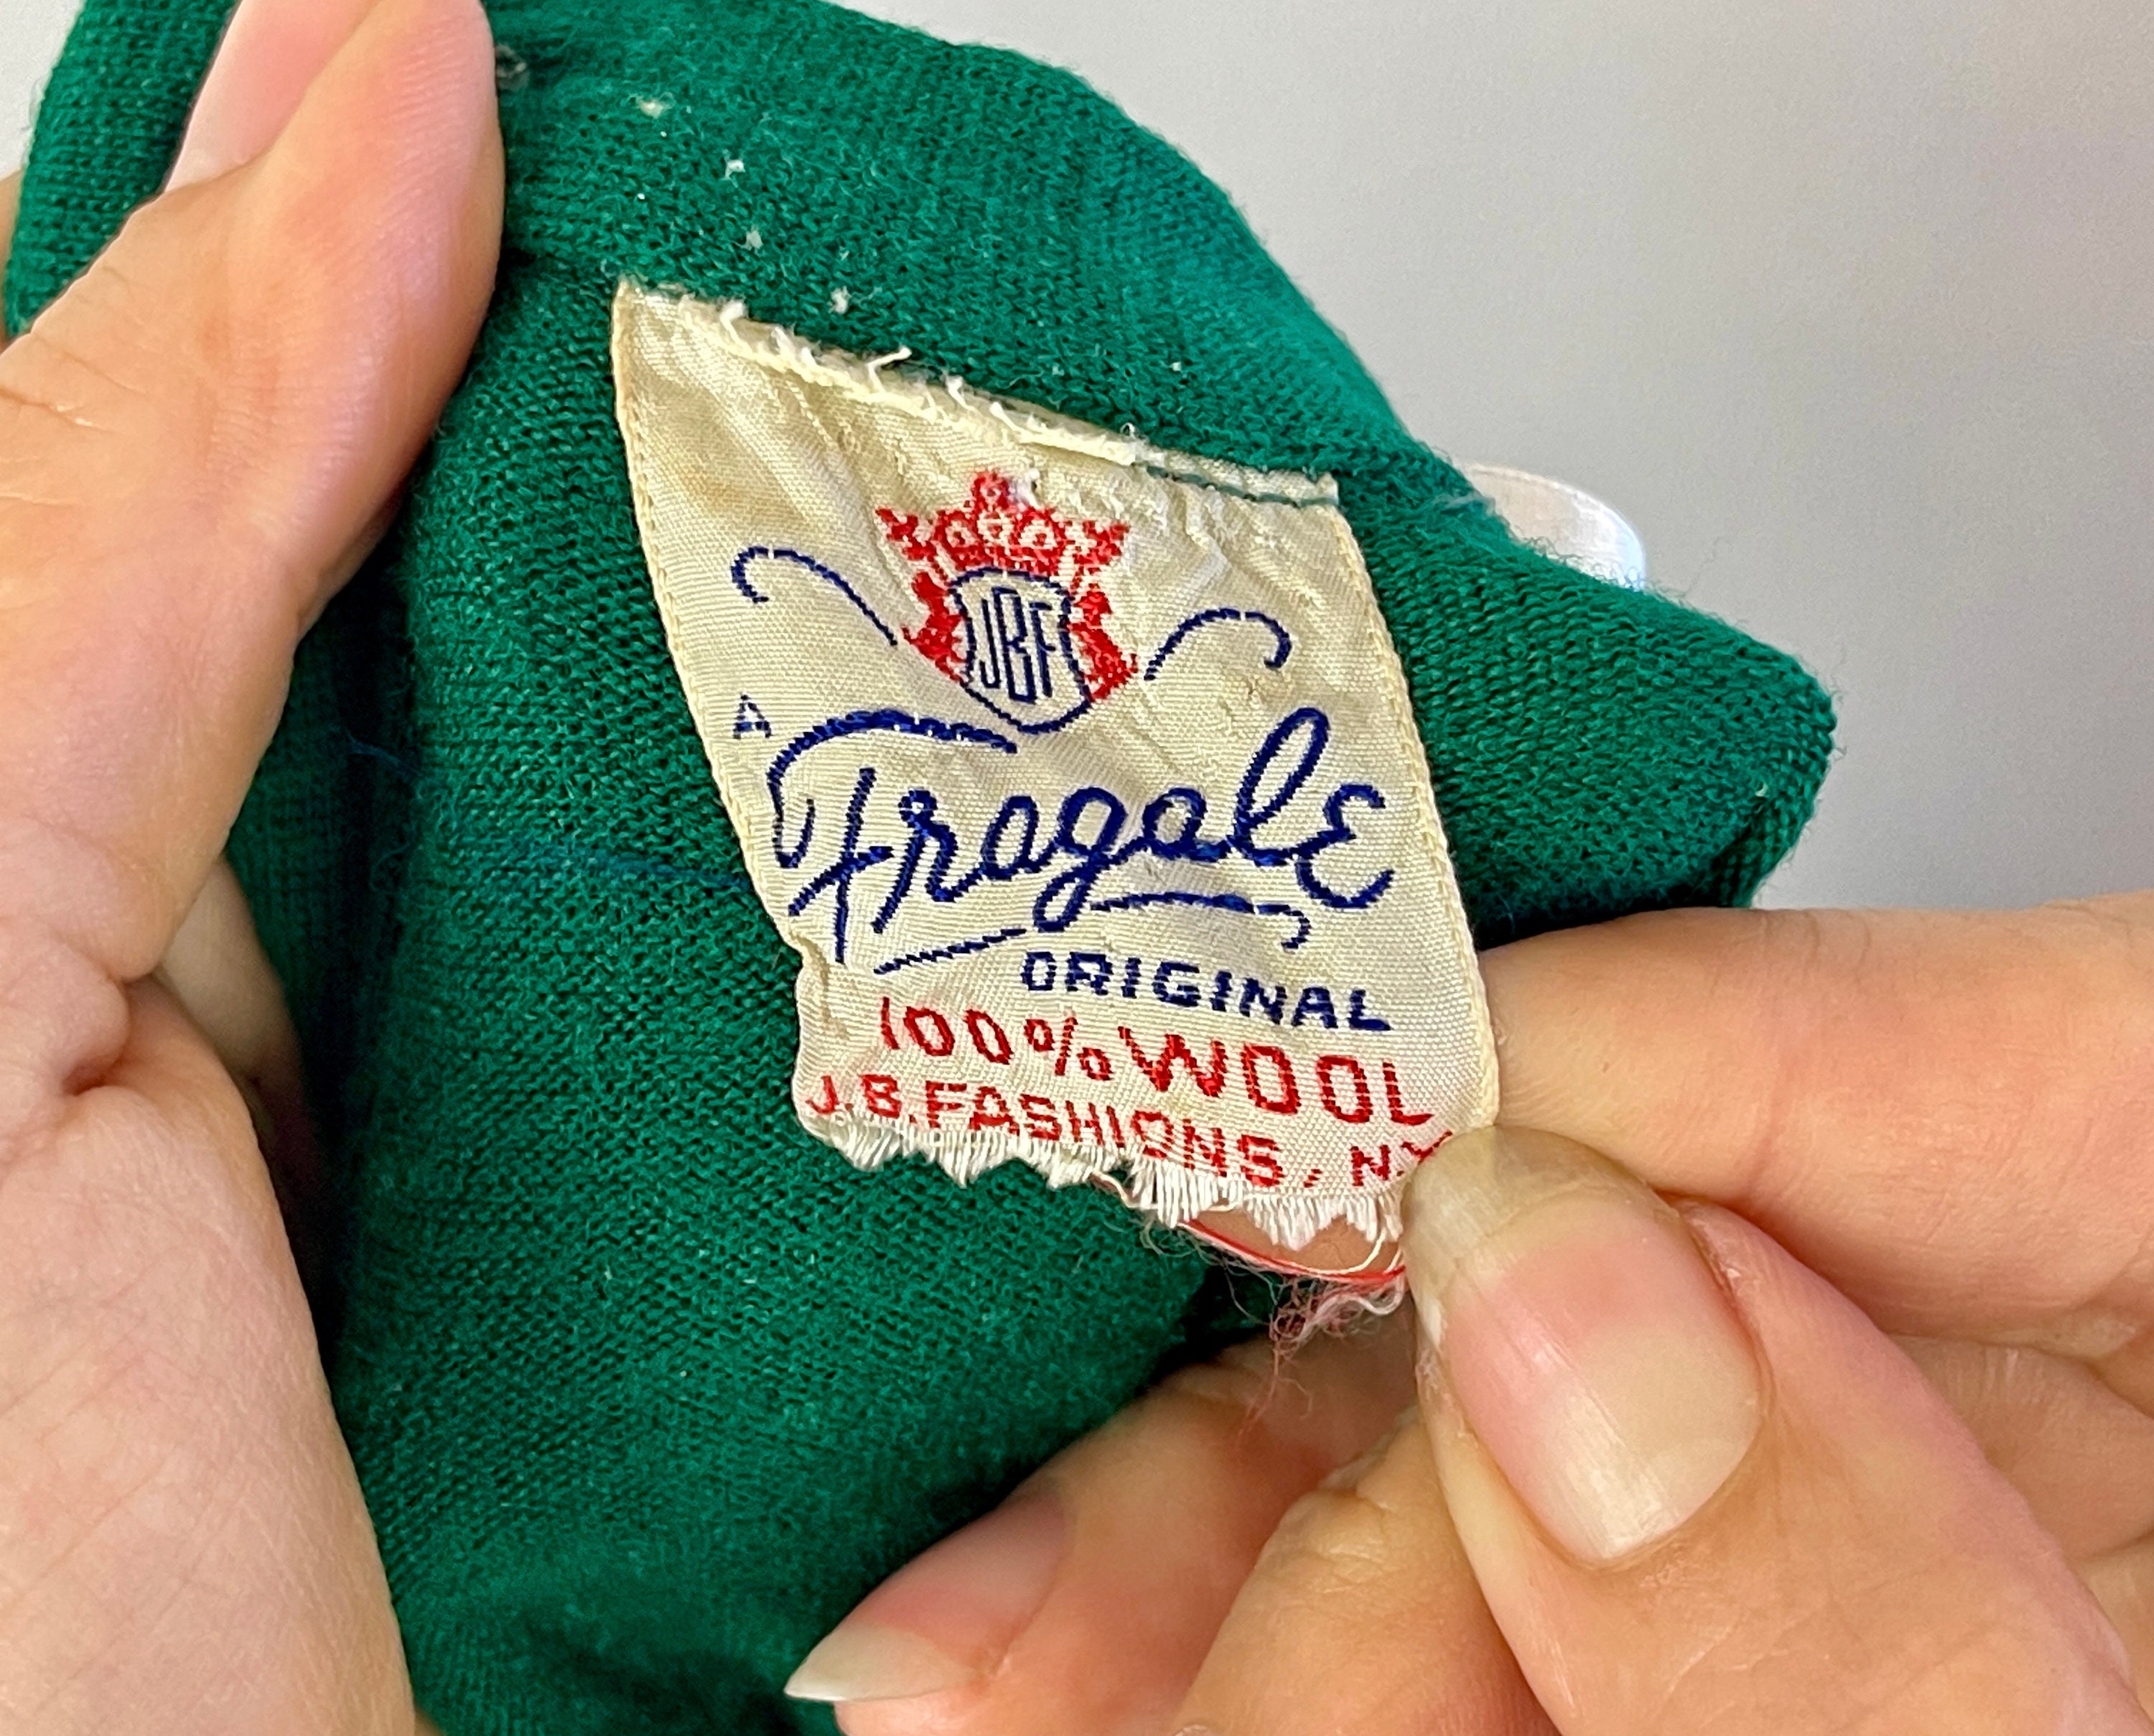 JBF
A Fragale
ORIGINAL
100% WOOL
J.B. FASHIONS, N.Y